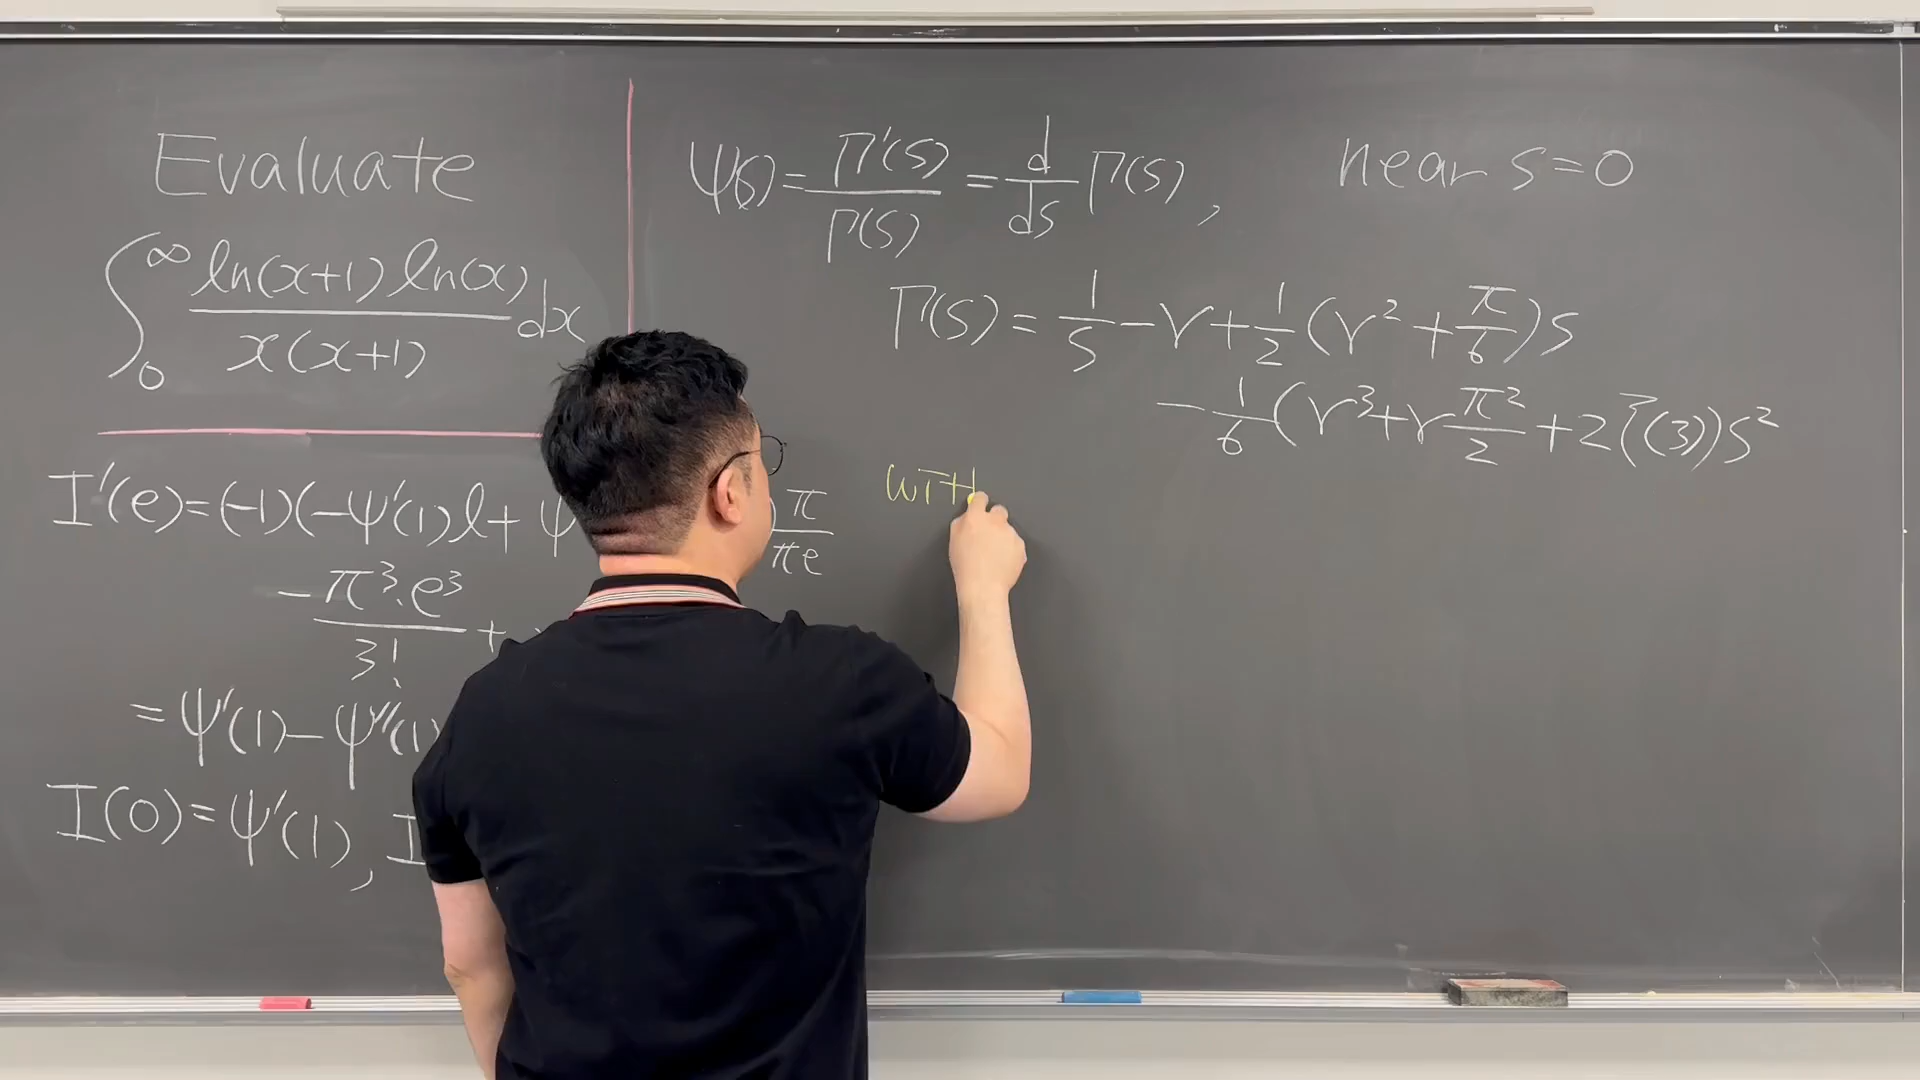 Evaluate
∫₀^∞ ln(x+1) ln(x) / x(x+1) dx
I'(e)=(-1)(-ψ'(1)l+ψ ) π/πe
-π³·e³/3! +
=ψ'(1)-ψ''(1)
I(0)=ψ'(1), I
ψ(s)=Γ'(s)/Γ(s)=d/ds Γ(s), near s=0
Γ(s)=1/s-γ+1/2(γ²+π/6)s
-1/6(γ³+γπ²/2+2ζ(3))s²
with